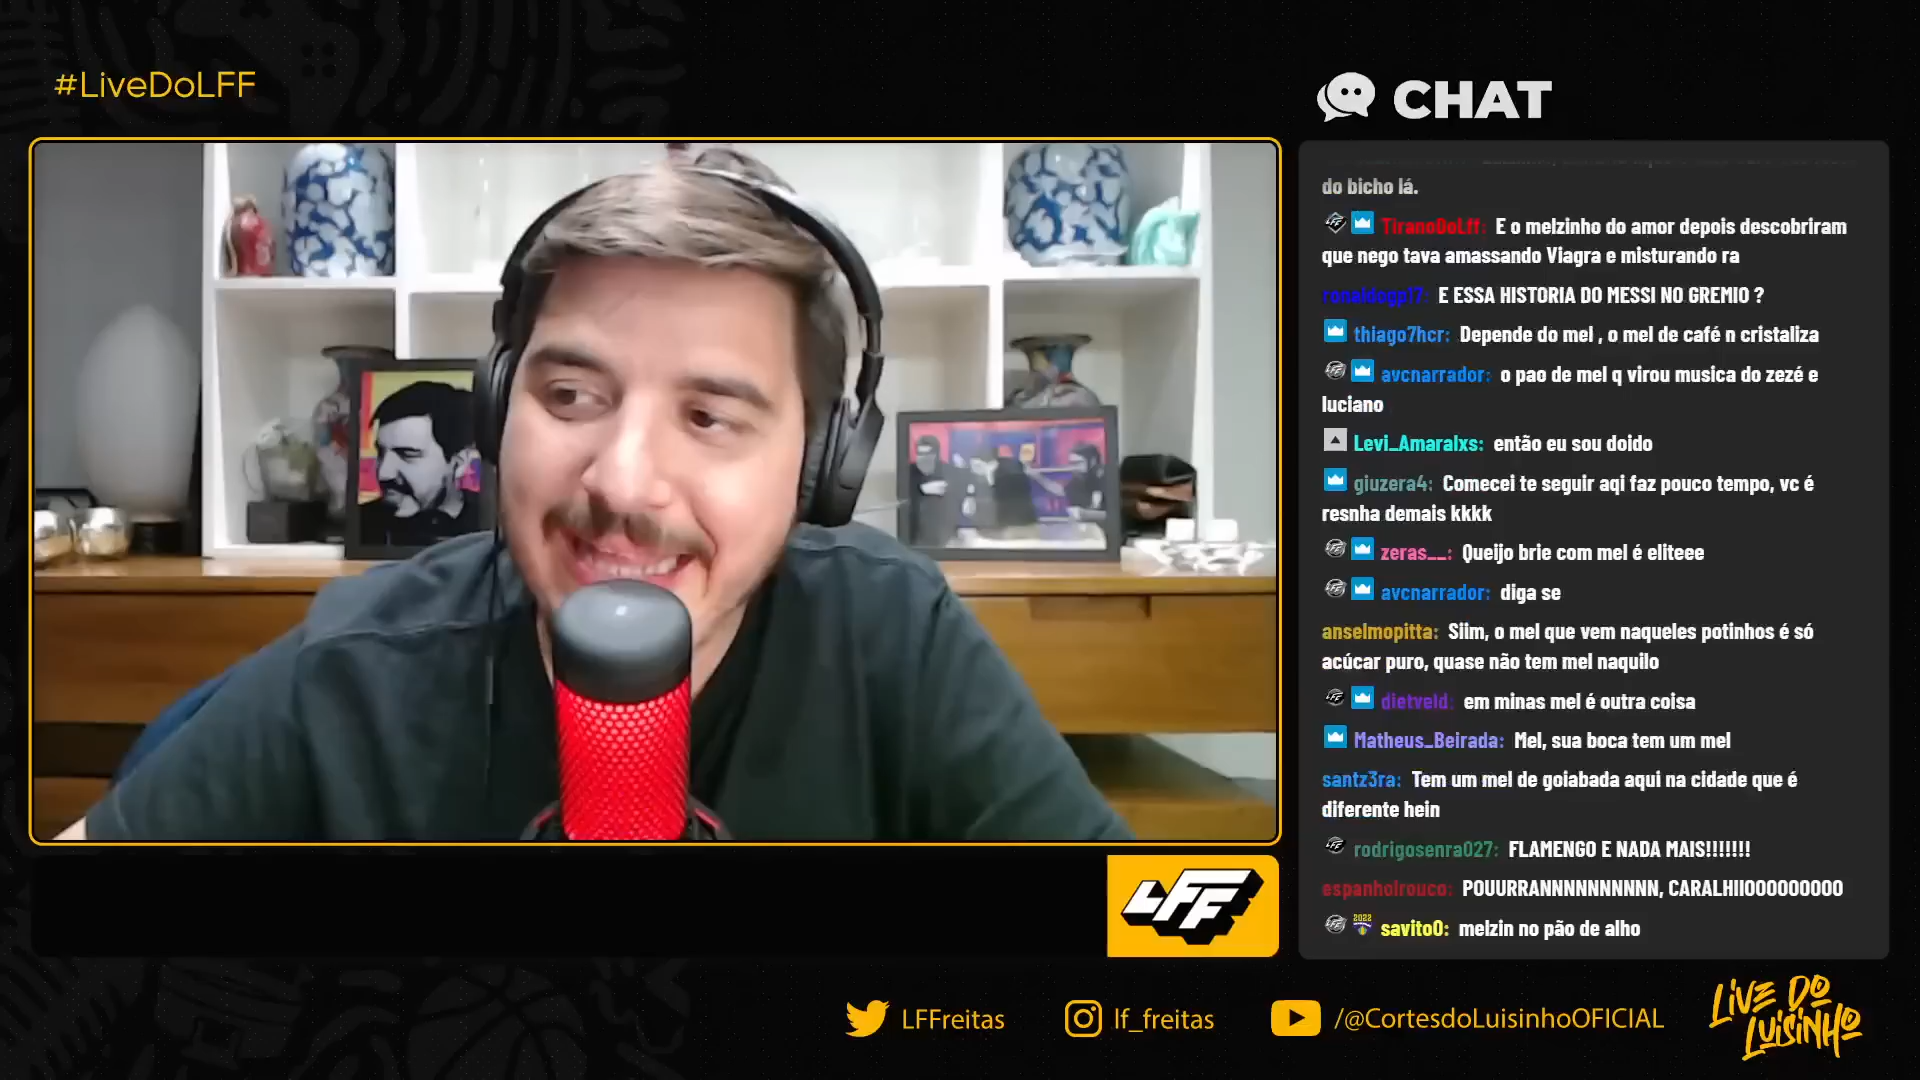 #LiveDoLFF
CHAT
do bicho lá.
TiranoDoLff: E o melzinho do amor depois descobriram
que nego tava amassando Viagra e misturando ra
ronaldogp17: E ESSA HISTORIA DO MESSI NO GREMIO ?
thiago7hcr: Depende do mel , o mel de café n cristaliza
avcnarrador: o pao de mel q virou musica do zezé e
luciano
Levi_Amaralxs: então eu sou doido
giuzera4: Comecei te seguir aqi faz pouco tempo, vc é
resnha demais kkkk
zeras__: Queijo brie com mel é eliteee
avcnarrador: diga se
anselmopitta: Siim, o mel que vem naqueles potinhos é só
açúcar puro, quase não tem mel naquilo
dietveld: em minas mel é outra coisa
Matheus_Beirada: Mel, sua boca tem um mel
santz3ra: Tem um mel de goiabada aqui na cidade que é
diferente hein
rodrigosenra027: FLAMENGO E NADA MAIS!!!!!!!
espanholrouco: POUURRANNNNNNNNNN, CARALHIIOOOOOOOOO
2022
savito0: melzin no pão de alho
LFF
LFFreitas
lf_freitas
/@CortesdoLuisinhoOFICIAL
LIVE DO
LUISINHO